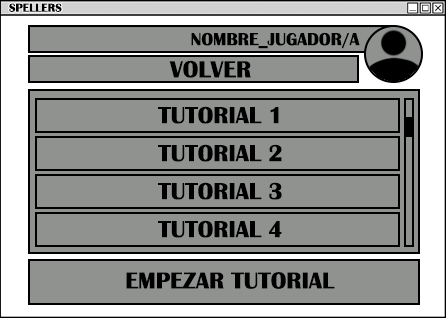 SPELLERS
NOMBRE_JUGADOR/A
VOLVER
TUTORIAL 1
TUTORIAL 2
TUTORIAL 3
TUTORIAL 4
EMPEZAR TUTORIAL